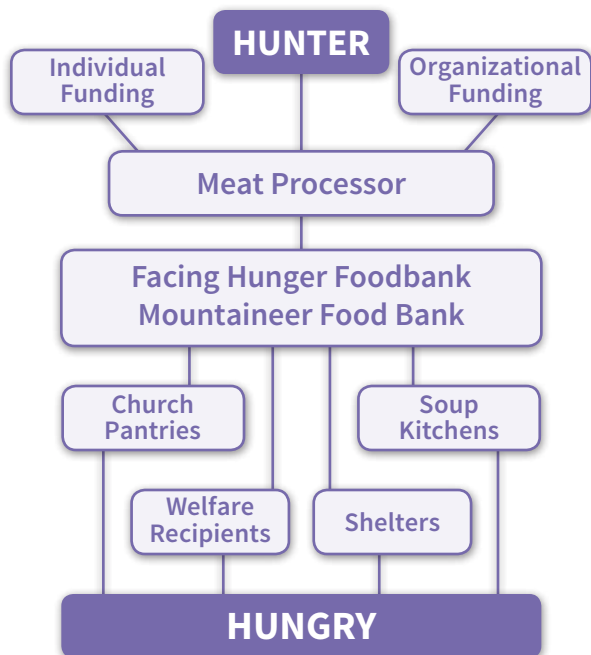 HUNTER
Individual
Funding
Organizational
Funding
Meat Processor
Facing Hunger Foodbank
Mountaineer Food Bank
Church
Pantries
Soup
Kitchens
Welfare
Recipients
Shelters
HUNGRY